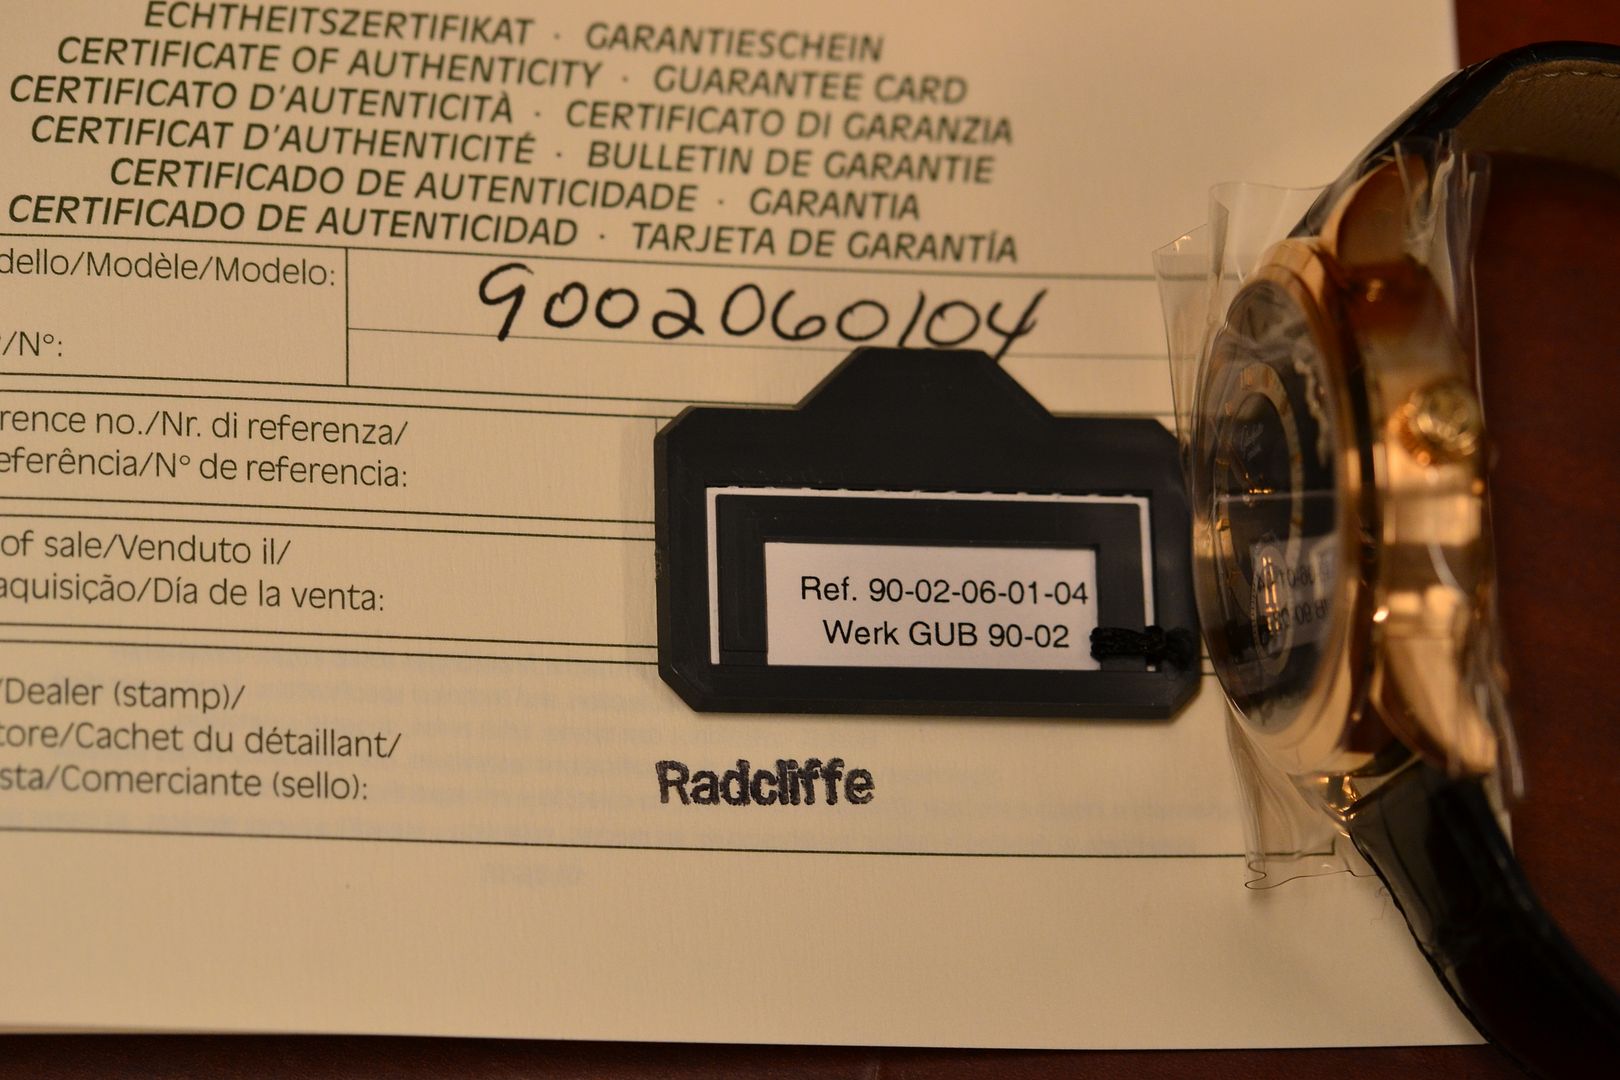 ECHTHEITSZERTIFIKAT · GARANTIESCHEIN
CERTIFICATE OF AUTHENTICITY · GUARANTEE CARD
CERTIFICATO D'AUTENTICITÀ · CERTIFICATO DI GARANZIA
CERTIFICAT D'AUTHENTICITÉ · BULLETIN DE GARANTIE
CERTIFICADO DE AUTENTICIDADE · GARANTIA
CERTIFICADO DE AUTENTICIDAD · TARJETA DE GARANTÍA
dello/Modèle/Modelo:
9002060104
/N°:
rence no./Nr. di referenza/
eferência/N° de referencia:
of sale/Venduto il/
aquisição/Día de la venta:
Ref. 90-02-06-01-04
Werk GUB 90-02
/Dealer (stamp)/
tore/Cachet du détaillant/
sta/Comerciante (sello):
Radcliffe